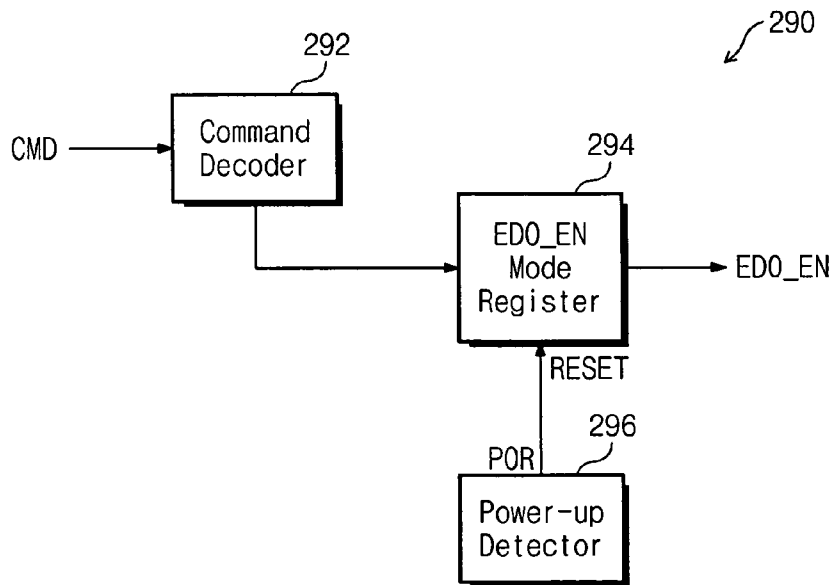 290
292
CMD
Command
Decoder
294
EDO_EN
Mode
Register
EDO_EN
RESET
POR
296
Power-up
Detector